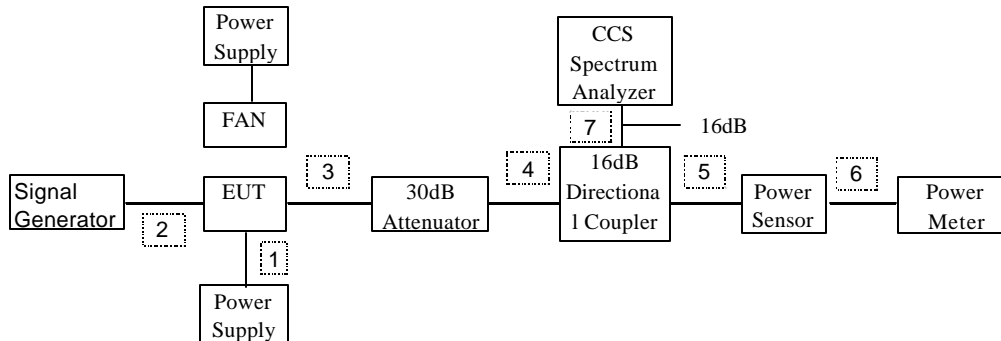 Power
Supply
CCS
Spectrum
Analyzer
FAN
7
16dB
3
4
16dB
Directiona
l Coupler
5
6
Signal
Generator
EUT
30dB
Attenuator
Power
Sensor
Power
Meter
2
1
Power
Supply